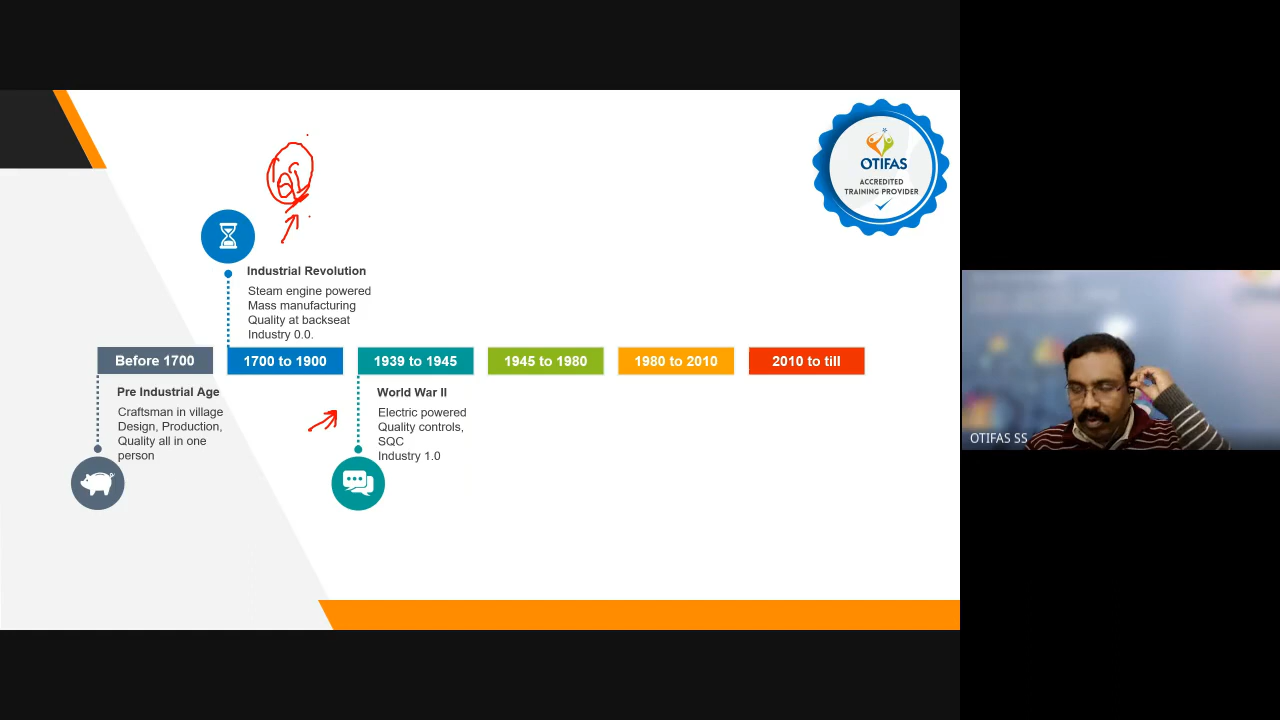 OTIFAS
ACCREDITED
TRAINING PROVIDER
Industrial Revolution
Steam engine powered
Mass manufacturing
Quality at backseat
Industry 0.0.
Before 1700
1700 to 1900
1939 to 1945
1945 to 1980
1980 to 2010
2010 to till
Pre Industrial Age
Craftsman in village
Design, Production,
Quality all in one
person
World War II
Electric powered
Quality controls,
SQC
Industry 1.0
OTIFAS SS